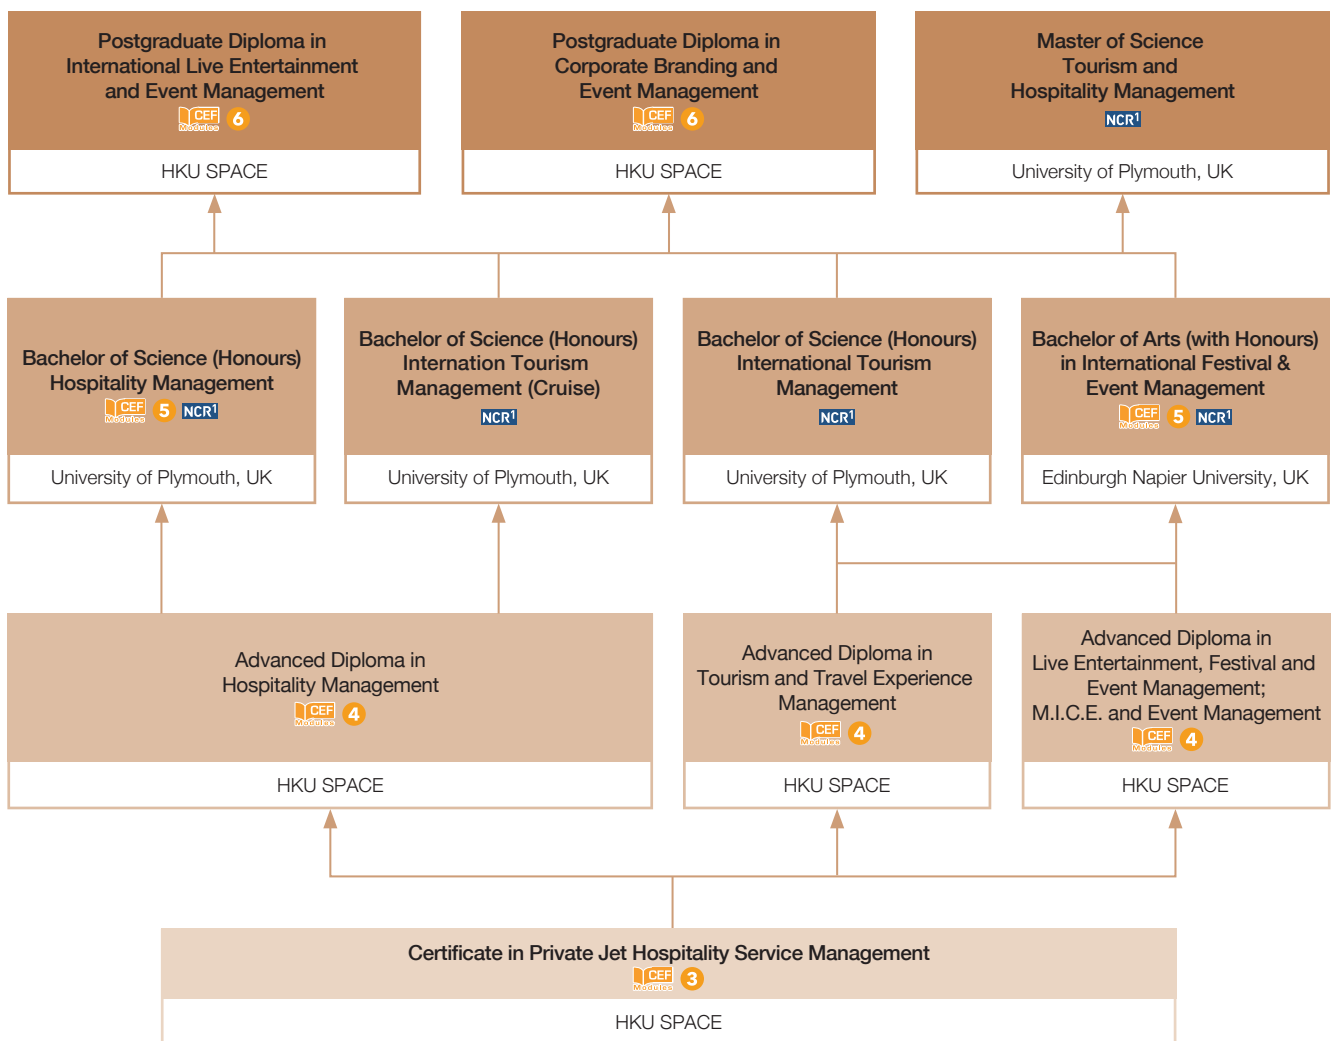 Postgraduate Diploma in
International Live Entertainment
and Event Management
CEF
Modules
6
HKU SPACE
Postgraduate Diploma in
Corporate Branding and
Event Management
CEF
Modules
6
HKU SPACE
Master of Science
Tourism and
Hospitality Management
NCR1
University of Plymouth, UK
Bachelor of Science (Honours)
Hospitality Management
CEF
Modules
5 NCR1
University of Plymouth, UK
Bachelor of Science (Honours)
Internation Tourism
Management (Cruise)
NCR1
University of Plymouth, UK
Bachelor of Science (Honours)
International Tourism
Management
NCR1
University of Plymouth, UK
Bachelor of Arts (with Honours)
in International Festival &
Event Management
CEF
Modules
5 NCR1
Edinburgh Napier University, UK
Advanced Diploma in
Hospitality Management
CEF
Modules
4
HKU SPACE
Advanced Diploma in
Tourism and Travel Experience
Management
CEF
Modules
4
HKU SPACE
Advanced Diploma in
Live Entertainment, Festival and
Event Management;
M.I.C.E. and Event Management
CEF
Modules
4
HKU SPACE
Certificate in Private Jet Hospitality Service Management
CEF
Modules
3
HKU SPACE